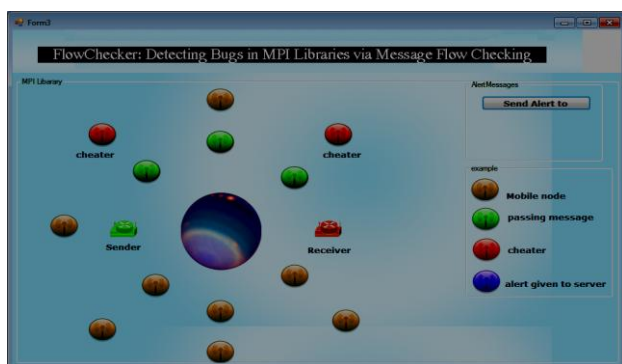 Form3
FlowChecker: Detecting Bugs in MPI Libraries via Message Flow Checking
MPI Libarary
AlertMessages
Send Alert to
cheater
cheater
example
Mobile node
passing message
Sender
Receiver
cheater
alert given to server